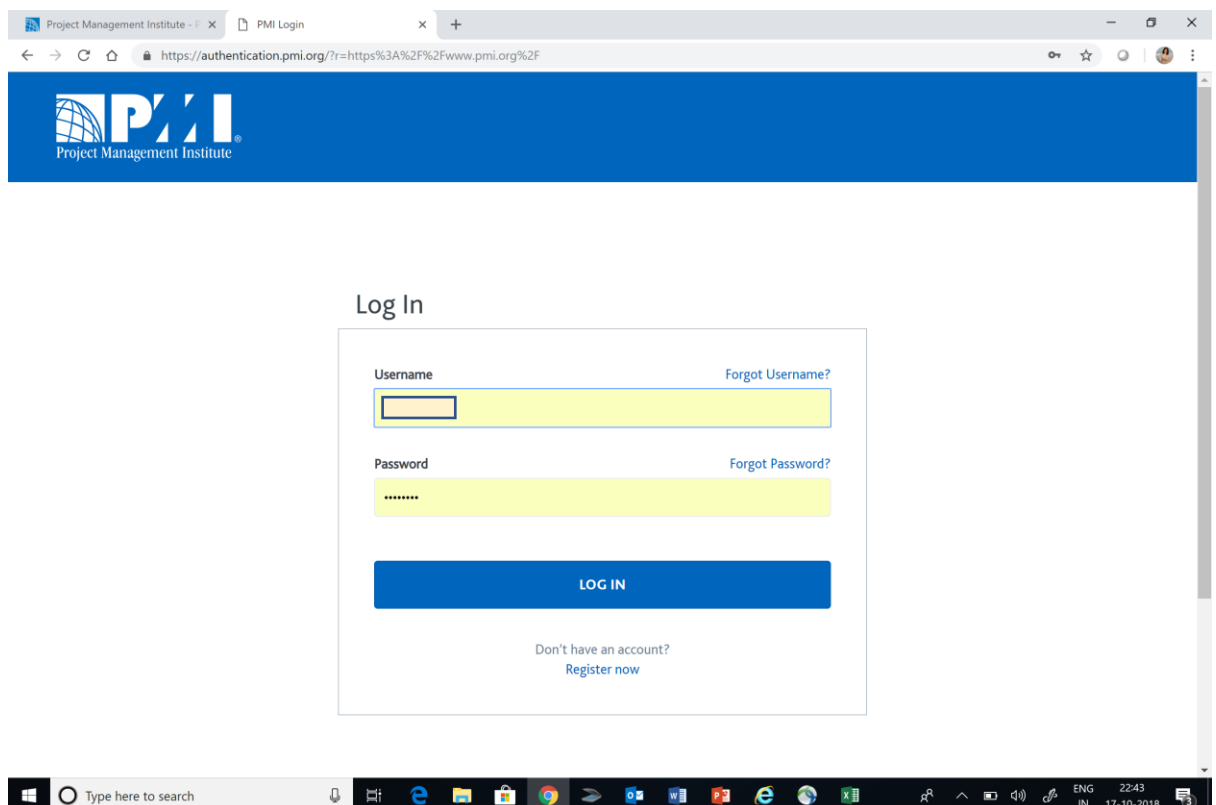 Project Management Institute - P
PMI Login
https://authentication.pmi.org/?r=https%3A%2F%2Fwww.pmi.org%2F
PMI®
Project Management Institute
Log In
Username Forgot Username?
Password Forgot Password?
••••••••
LOG IN
Don't have an account?
Register now
Type here to search
ENG 22:43
IN 17-10-2018